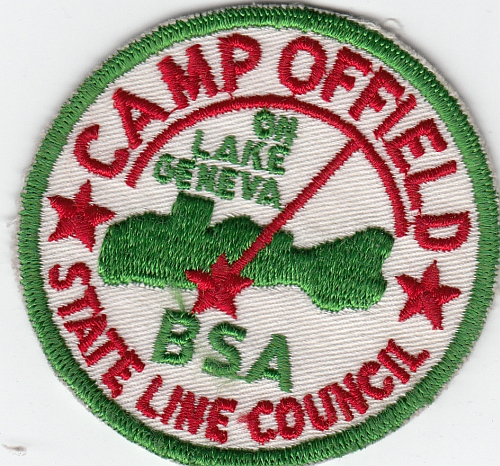 CAMP OFFIELD
ON
LAKE
GENEVA
BSA
STATE LINE COUNCIL